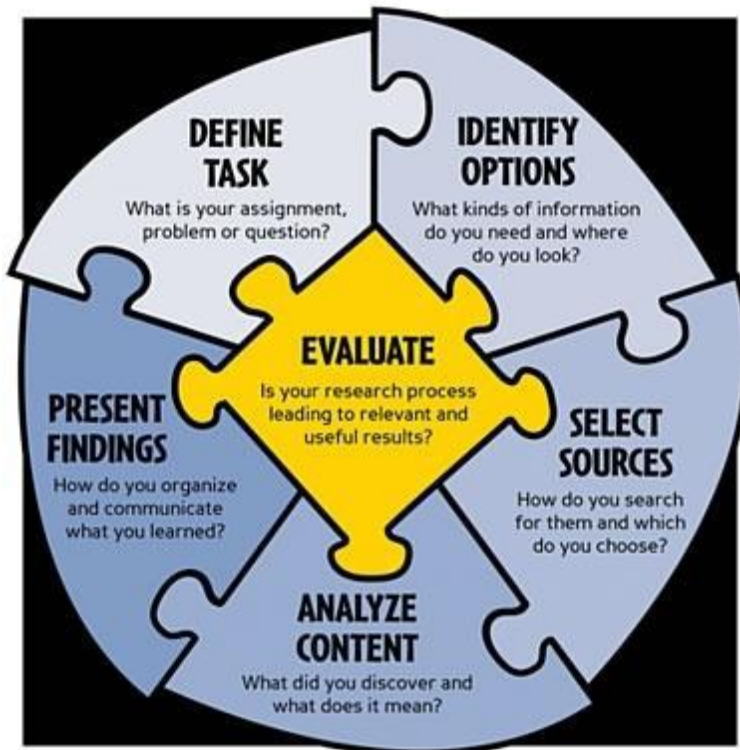 DEFINE
TASK
What is your assignment,
problem or question?
IDENTIFY
OPTIONS
What kinds of information
do you need and where
do you look?
SELECT
SOURCES
How do you search
for them and which
do you choose?
ANALYZE
CONTENT
What did you discover and
what does it mean?
PRESENT
FINDINGS
How do you organize
and communicate
what you learned?
EVALUATE
Is your research process
leading to relevant and
useful results?